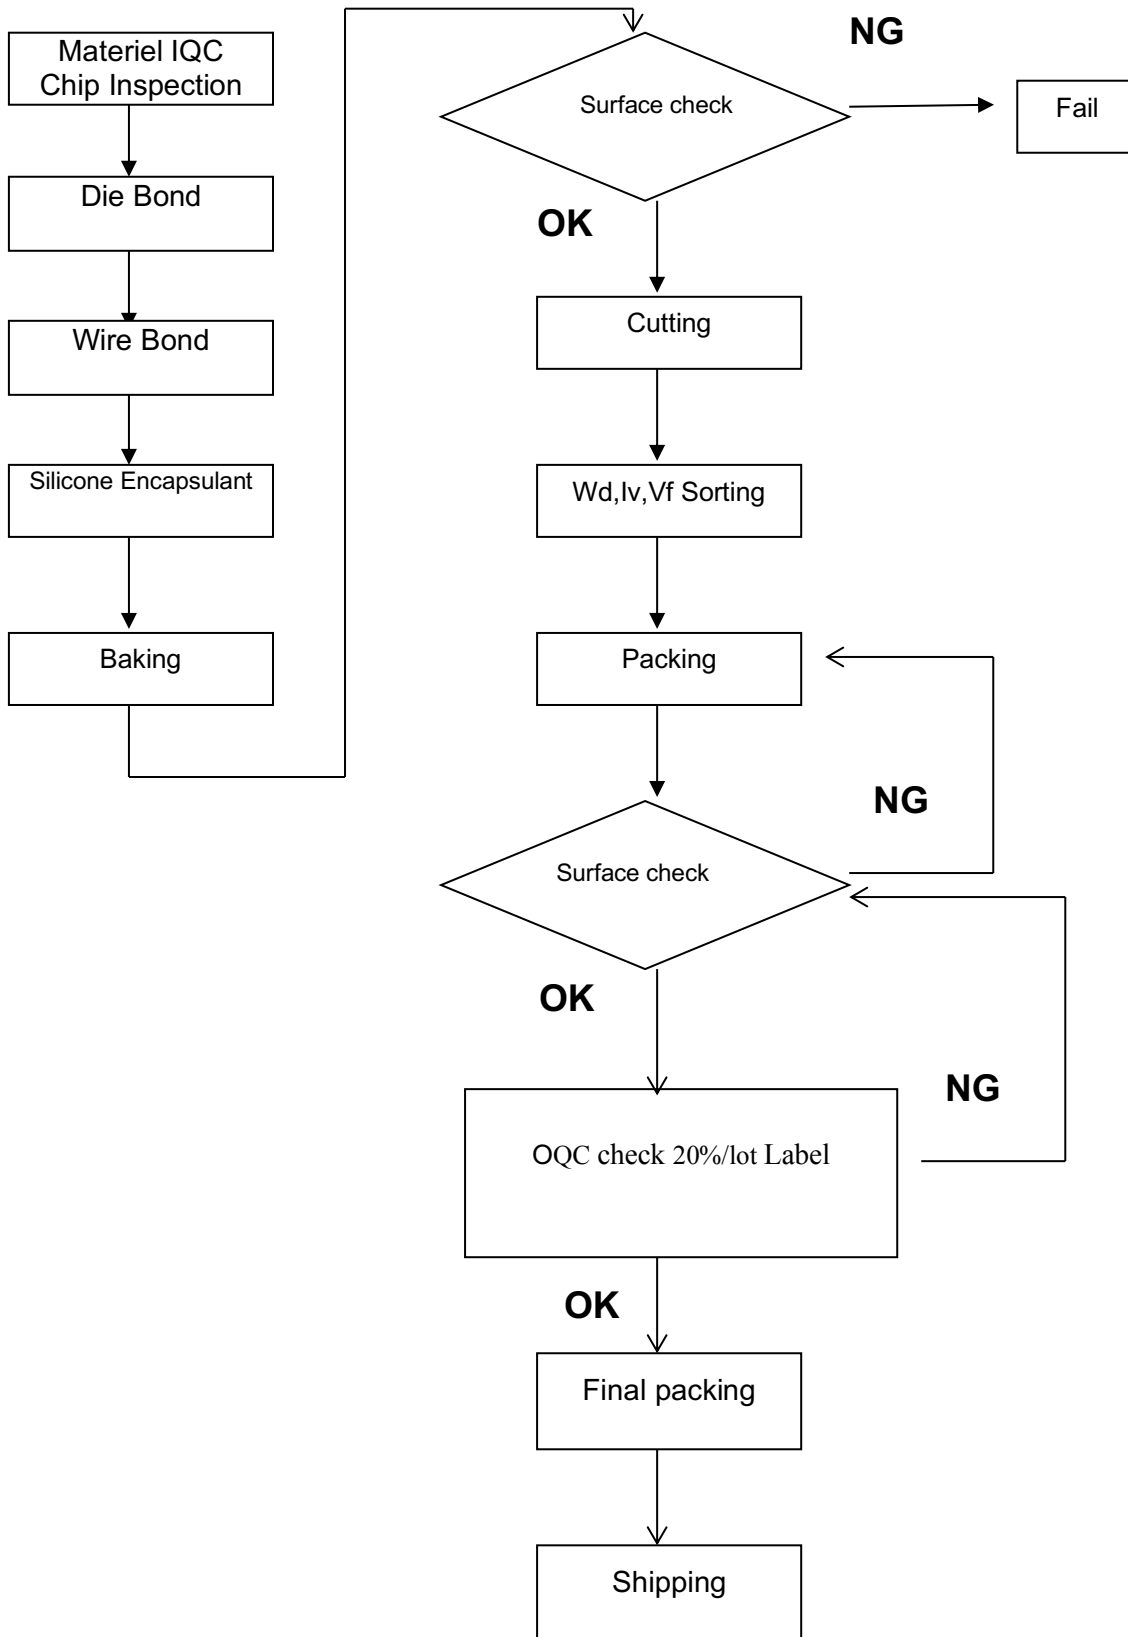 Materiel IQC
Chip Inspection
Die Bond
Wire Bond
Silicone Encapsulant
Baking
Surface check
NG
Fail
OK
Cutting
Wd,Iv,Vf Sorting
Packing
NG
Surface check
OK
NG
OQC check 20%/lot Label
OK
Final packing
Shipping